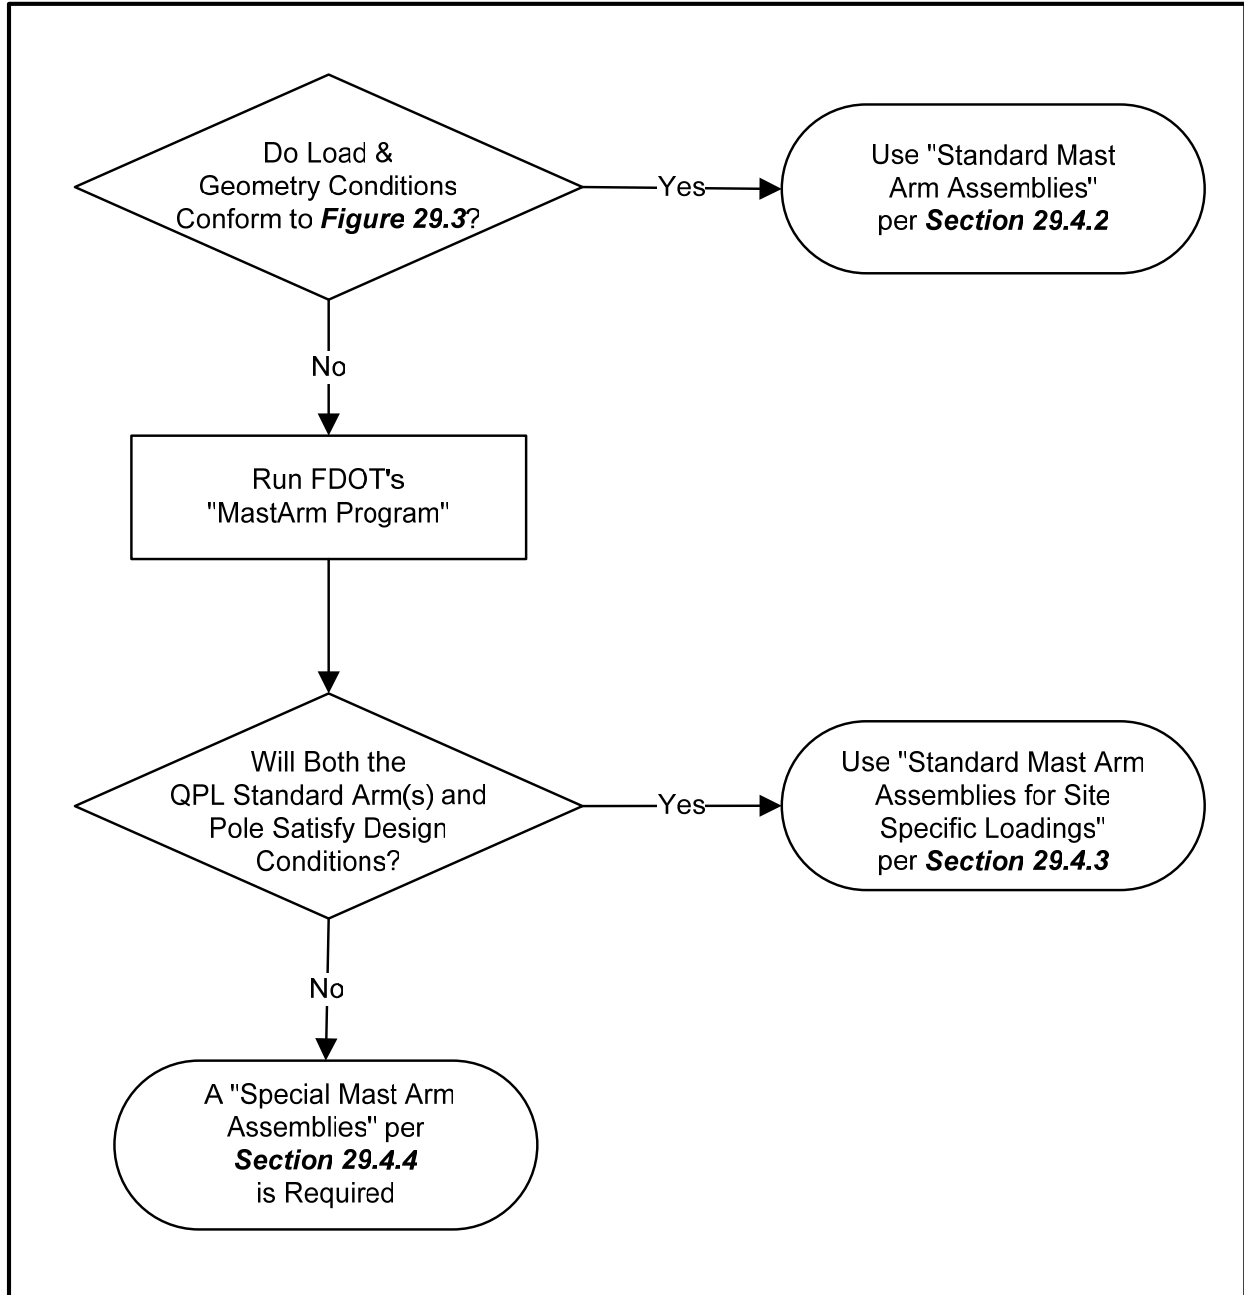 Do Load &
Geometry Conditions
Conform to Figure 29.3?
Yes
Use "Standard Mast
Arm Assemblies"
per Section 29.4.2
No
Run FDOT's
"MastArm Program"
Will Both the
QPL Standard Arm(s) and
Pole Satisfy Design
Conditions?
Yes
Use "Standard Mast Arm
Assemblies for Site
Specific Loadings"
per Section 29.4.3
No
A "Special Mast Arm
Assemblies" per
Section 29.4.4
is Required